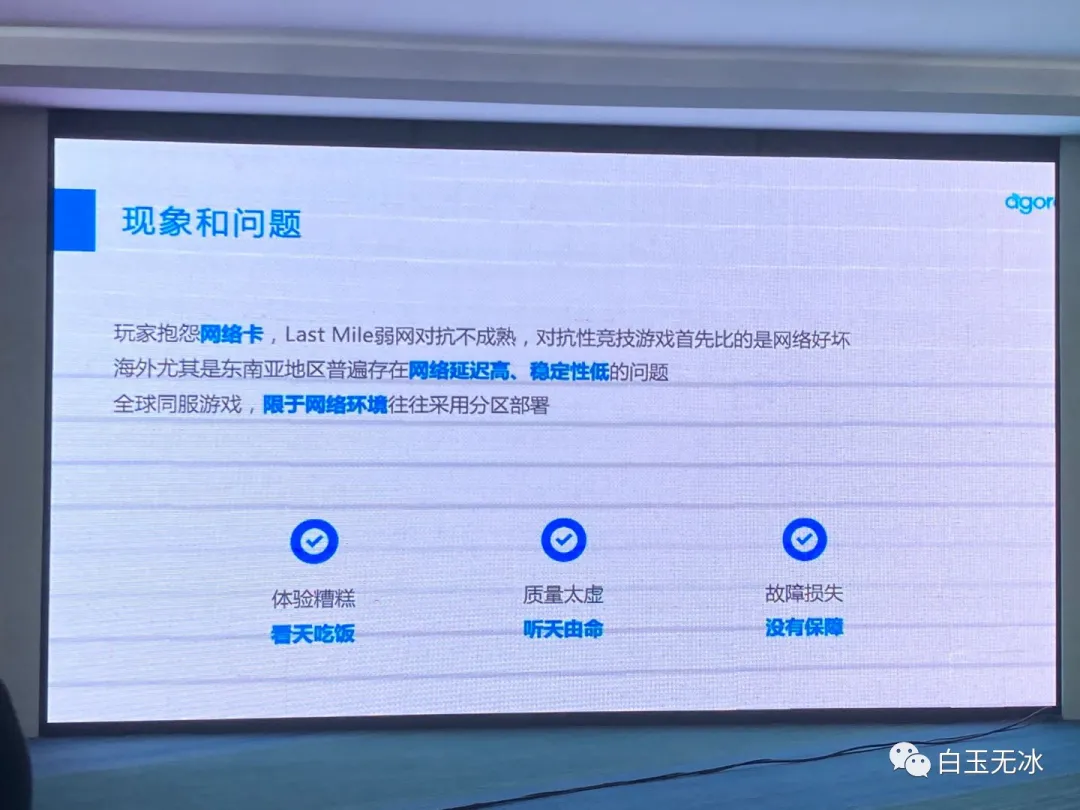 现象和问题
agor
玩家抱怨网络卡，Last Mile弱网对抗不成熟，对抗性竞技游戏首先比的是网络好坏
海外尤其是东南亚地区普遍存在网络延迟高、稳定性低的问题
全球同服游戏，限于网络环境往往采用分区部署
体验糟糕
看天吃饭
质量太虚
听天由命
故障损失
没有保障
白玉无冰